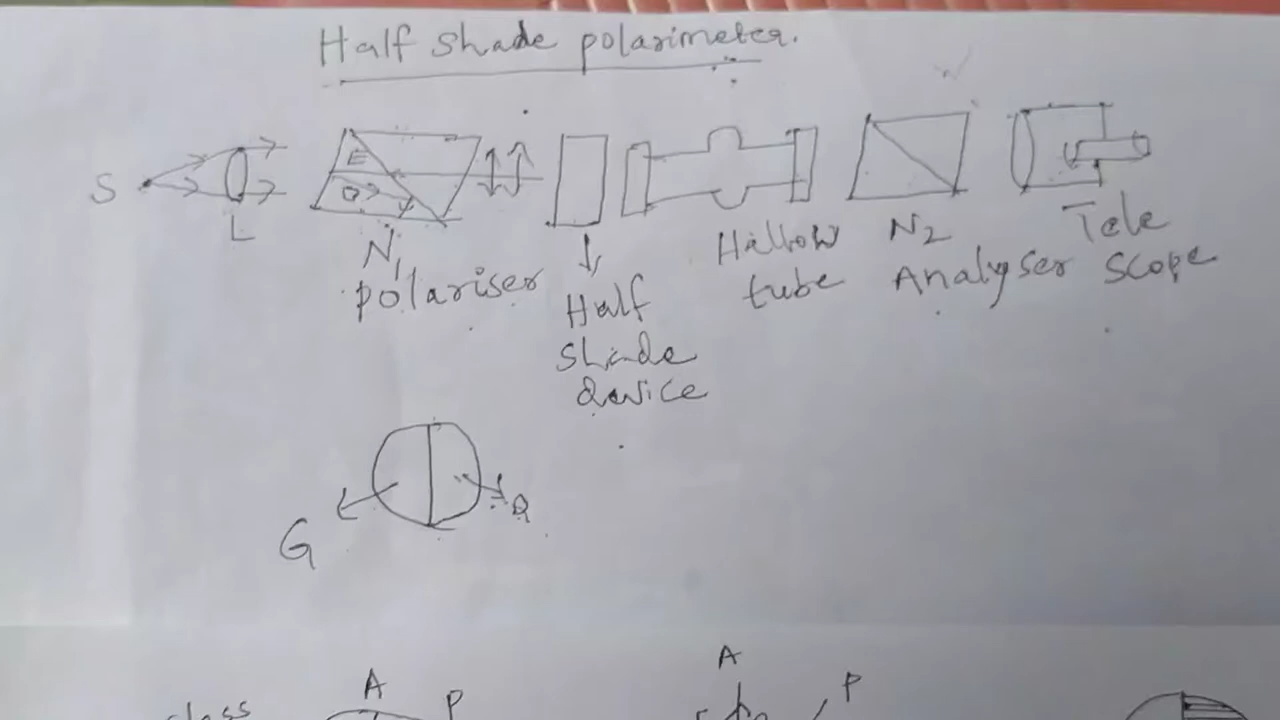 Half Shade polarimeter.
S
L
E
O
N1
polariser
Half
Shade
device
Hallow
tube
N2
Analyser
Tele
Scope
G
Q
A
P
A
P